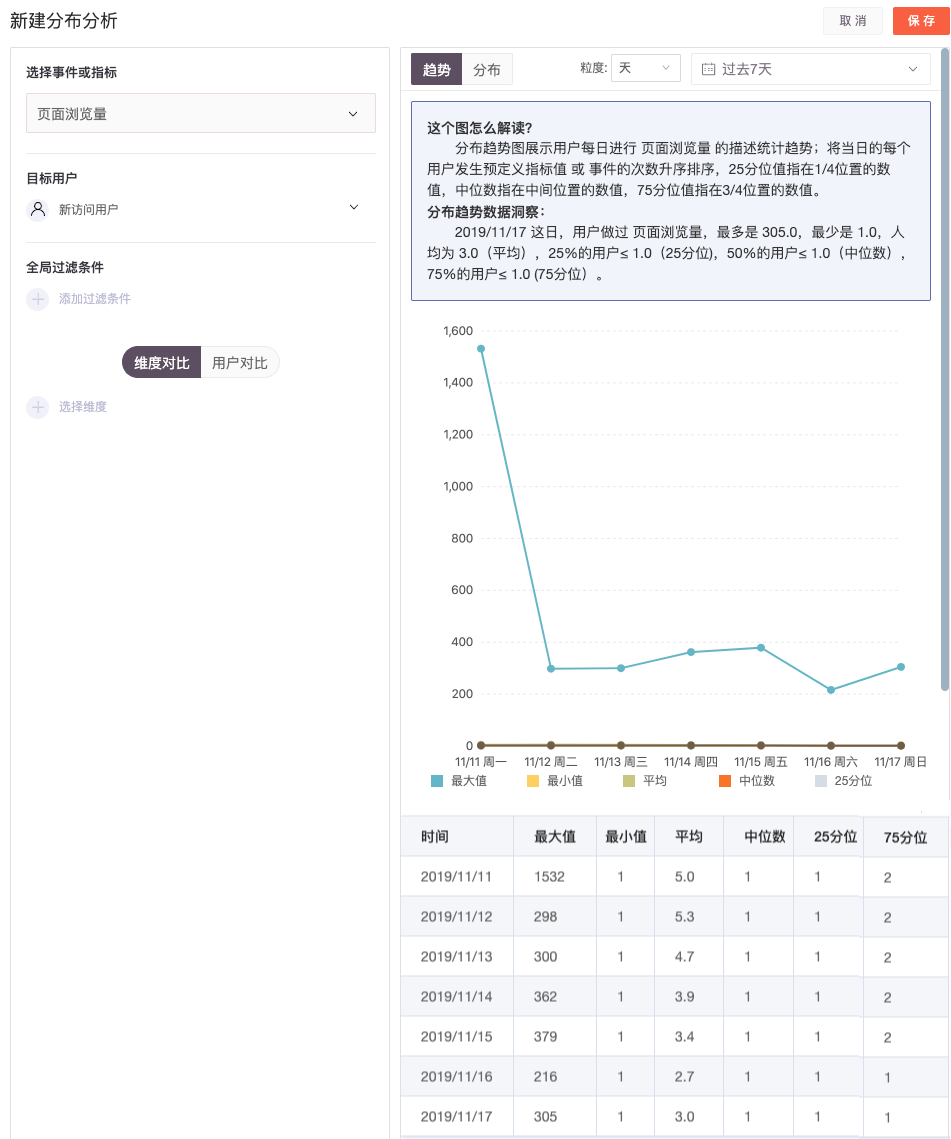 新建分布分析
取 消
保 存
选择事件或指标
页面浏览量
目标用户
新访问用户
全局过滤条件
添加过滤条件
维度对比 用户对比
选择维度
趋势 分布 粒度: 天 过去7天
这个图怎么解读?
分布趋势图展示用户每日进行 页面浏览量 的描述统计趋势；将当日的每个
用户发生预定义指标值 或 事件的次数升序排序，25分位值指在1/4位置的数
值，中位数指在中间位置的数值，75分位值指在3/4位置的数值。
分布趋势数据洞察：
2019/11/17 这日，用户做过 页面浏览量，最多是 305.0，最少是 1.0，人
均为 3.0（平均），25%的用户≤ 1.0（25分位)，50%的用户≤ 1.0（中位数），
75%的用户≤ 1.0 (75分位）。
1,600
1,400
1,200
1,000
800
600
400
200
0
11/11 周一 11/12 周二 11/13 周三 11/14 周四 11/15 周五 11/16 周六 11/17 周日
最大值 最小值 平均 中位数 25分位
时间 最大值 最小值 平均 中位数 25分位 75分位
2019/11/11 1532 1 5.0 1 1 2
2019/11/12 298 1 5.3 1 1 2
2019/11/13 300 1 4.7 1 1 2
2019/11/14 362 1 3.9 1 1 2
2019/11/15 379 1 3.4 1 1 2
2019/11/16 216 1 2.7 1 1 1
2019/11/17 305 1 3.0 1 1 1